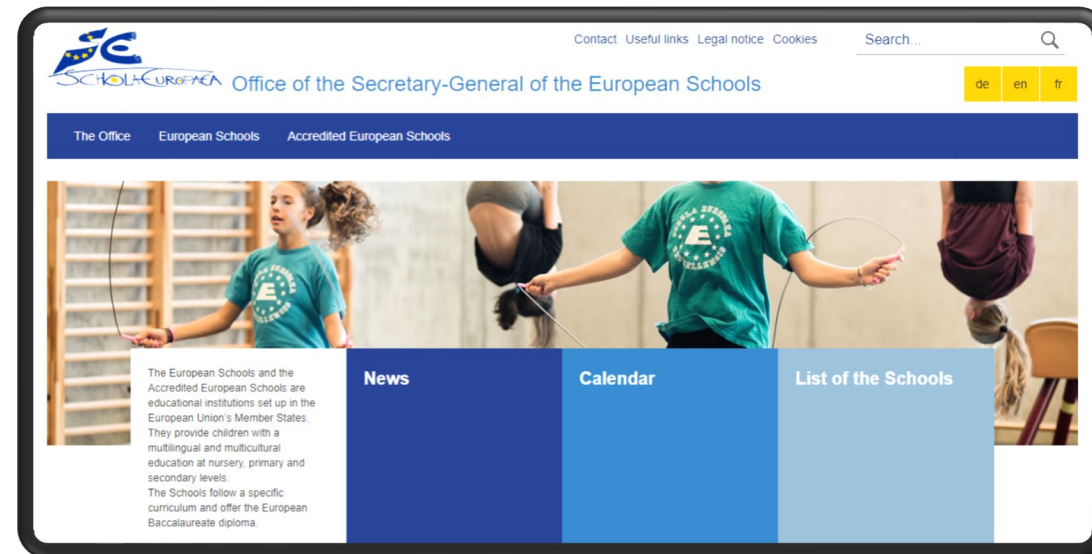 Contact Useful links Legal notice Cookies
Search...
SCHOLA EUROPAEA
Office of the Secretary-General of the European Schools
de en fr
The Office European Schools Accredited European Schools
The European Schools and the
Accredited European Schools are
educational institutions set up in the
European Union's Member States.
They provide children with a
multilingual and multicultural
education at nursery, primary and
secondary levels.
The Schools follow a specific
curriculum and offer the European
Baccalaureate diploma.
News
Calendar
List of the Schools